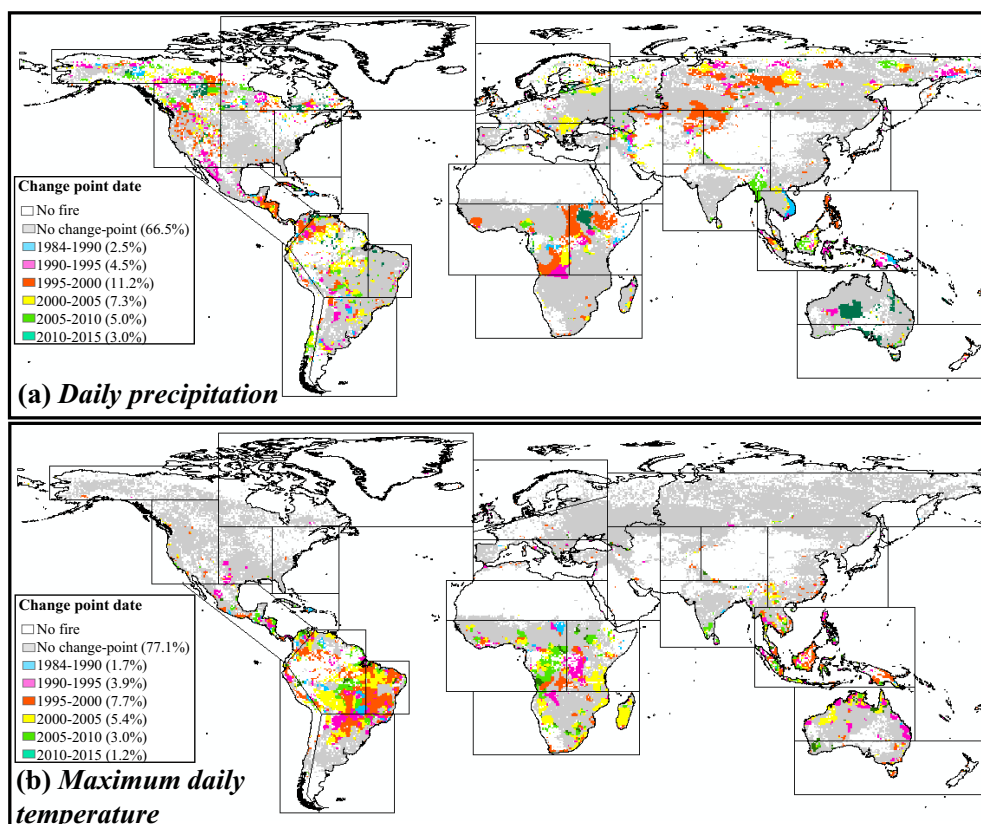 Change point date
No fire
No change-point (66.5%)
1984-1990 (2.5%)
1990-1995 (4.5%)
1995-2000 (11.2%)
2000-2005 (7.3%)
2005-2010 (5.0%)
2010-2015 (3.0%)
(a) Daily precipitation
Change point date
No fire
No change-point (77.1%)
1984-1990 (1.7%)
1990-1995 (3.9%)
1995-2000 (7.7%)
2000-2005 (5.4%)
2005-2010 (3.0%)
2010-2015 (1.2%)
(b) Maximum daily
temperature